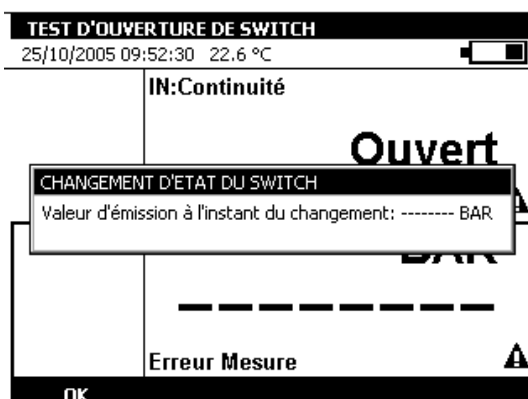 TEST D'OUVERTURE DE SWITCH
25/10/2005 09:52:30 22.6 °C
IN:Continuité
Ouvert
CHANGEMENT D'ETAT DU SWITCH
Valeur d'émission à l'instant du changement: -------- BAR
BAR
— — — — — — — —
Erreur Mesure
OK